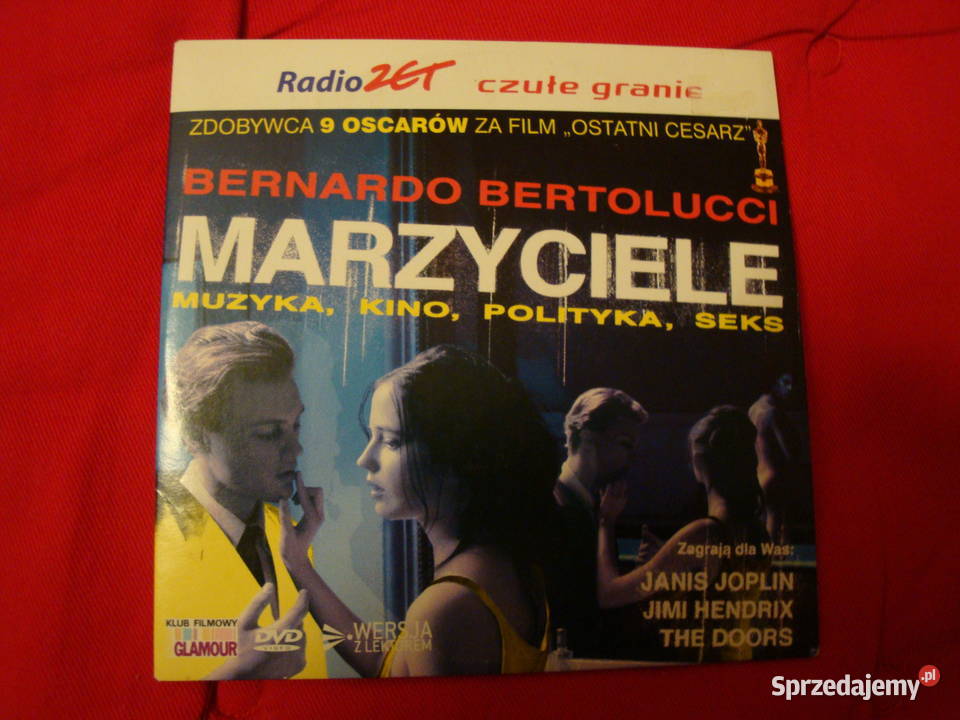 Radio ZET czułe granie
ZDOBYWCA 9 OSCARÓW ZA FILM „OSTATNI CESARZ”
BERNARDO BERTOLUCCI
MARZYCIELE
MUZYKA, KINO, POLITYKA, SEKS
Zagrają dla Was:
JANIS JOPLIN
JIMI HENDRIX
THE DOORS
KLUB FILMOWY
GLAMOUR
DVD
VIDEO
WERSJA
Z LEKTOREM
Sprzedajemy.pl